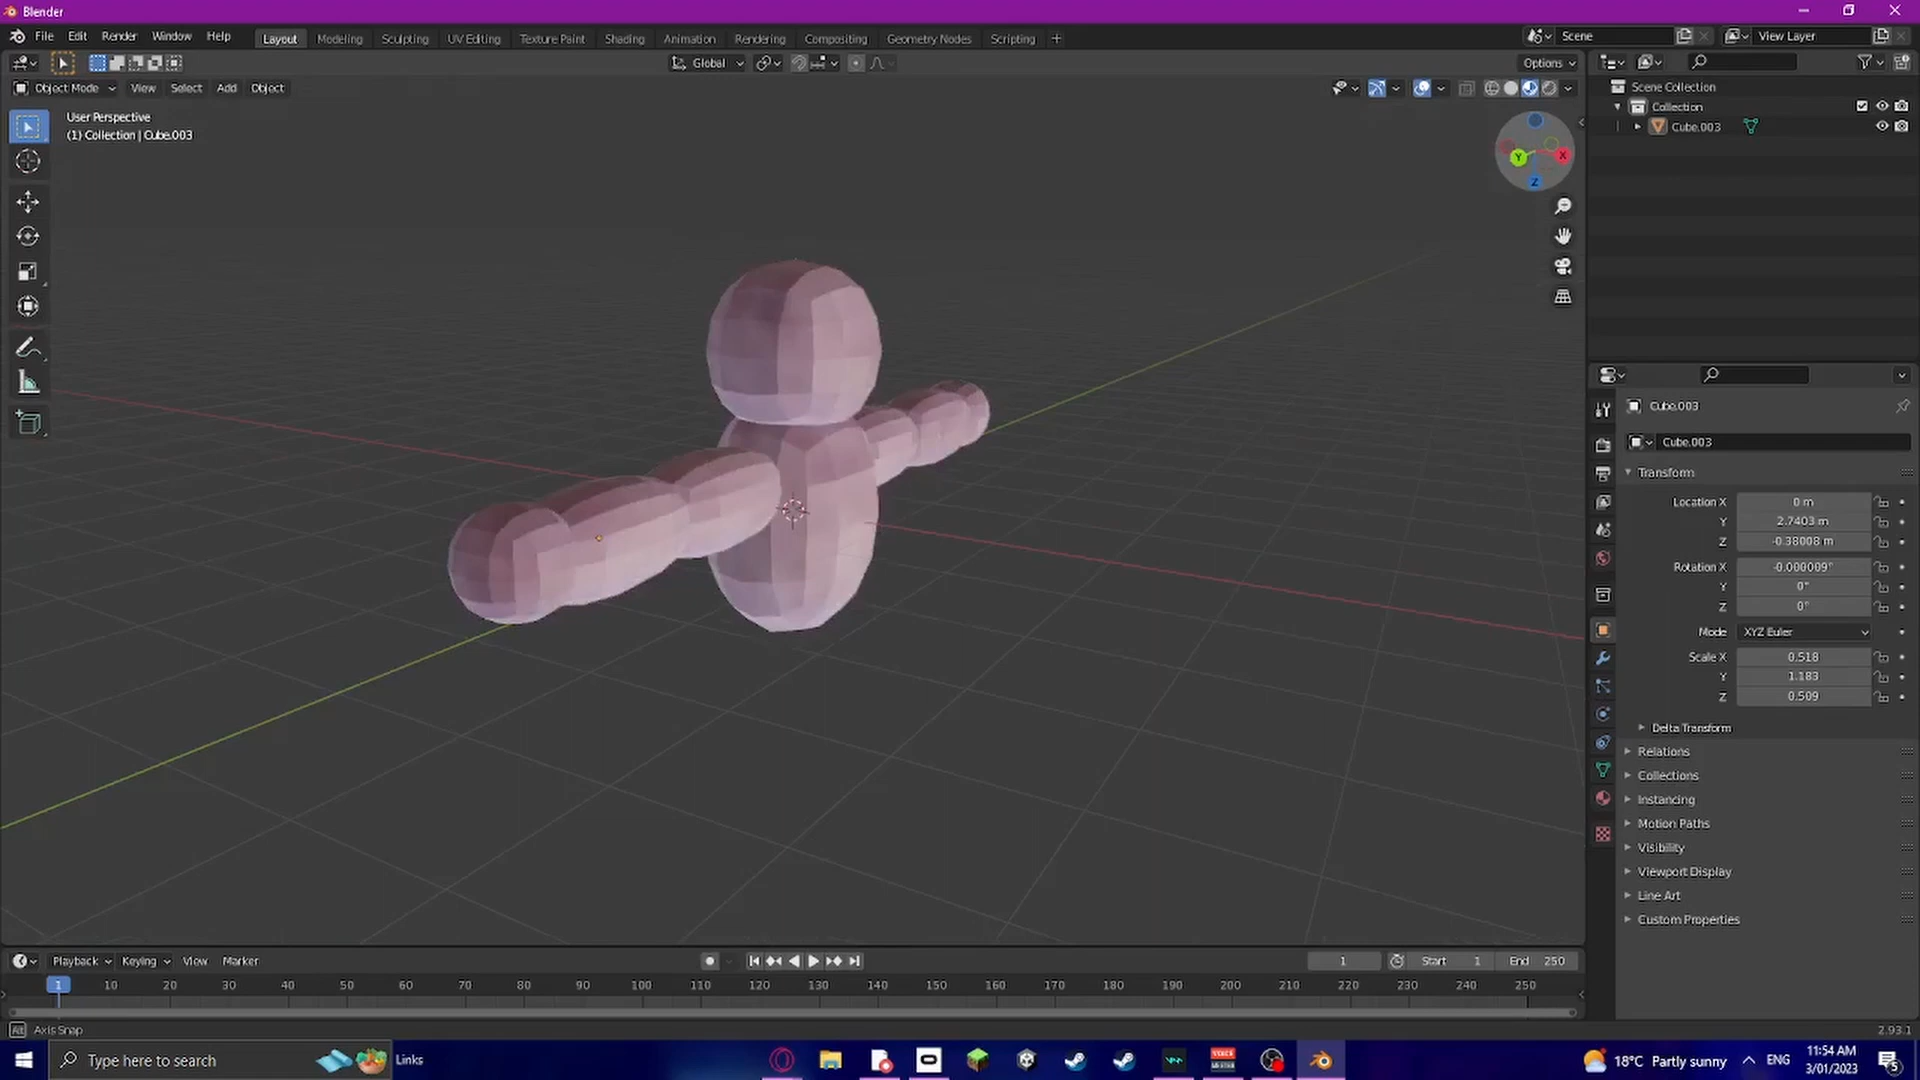 Blender
File Edit Render Window Help Layout Modeling Sculpting UV Editing Texture Paint Shading Animation Rendering Compositing Geometry Nodes Scripting Scene View Layer
Global Options
Object Mode View Select Add Object
Scene Collection
Collection
Cube.003
User Perspective
(1) Collection | Cube.003
Y X
Z
Cube.003
Cube.003
Transform
Location X 0 m
Y 2.7403 m
Z -0.38008 m
Rotation X -0.000009°
Y 0°
Z 0°
Mode XYZ Euler
Scale X 0.518
Y 1.183
Z 0.509
Delta Transform
Relations
Collections
Instancing
Motion Paths
Visibility
Viewport Display
Line Art
Custom Properties
Playback Keying View Marker 1 Start 1 End 250
1 10 20 30 40 50 60 70 80 90 100 110 120 130 140 150 160 170 180 190 200 210 220 230 240 250
Alt Axis Snap 2.93.1
Type here to search Links 18°C Partly sunny ENG 11:54 AM
3/01/2023 5